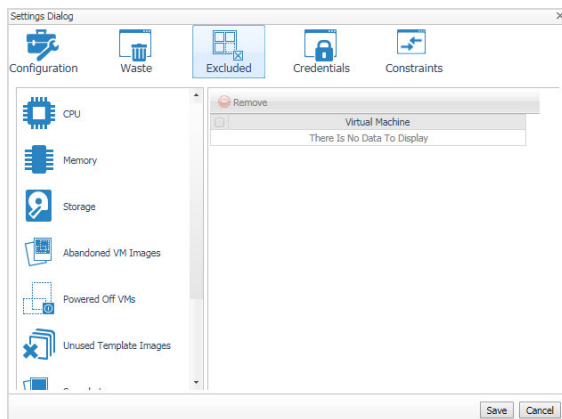 Settings Dialog
Configuration
Waste
Excluded
Credentials
Constraints
CPU
Memory
Storage
Abandoned VM Images
Powered Off VMs
Unused Template Images
Remove
Virtual Machine
There Is No Data To Display
Save
Cancel